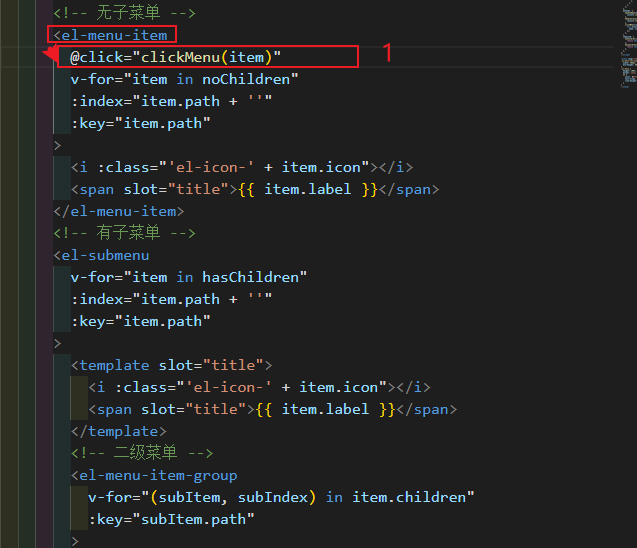 <!-- 无子菜单 -->
<el-menu-item
@click="clickMenu(item)"
1
v-for="item in noChildren"
:index="item.path + ''"
:key="item.path"
>
<i :class="'el-icon-' + item.icon"></i>
<span slot="title">{{ item.label }}</span>
</el-menu-item>
<!-- 有子菜单 -->
<el-submenu
v-for="item in hasChildren"
:index="item.path + ''"
:key="item.path"
>
<template slot="title">
<i :class="'el-icon-' + item.icon"></i>
<span slot="title">{{ item.label }}</span>
</template>
<!-- 二级菜单 -->
<el-menu-item-group
v-for="(subItem, subIndex) in item.children"
:key="subItem.path"
>